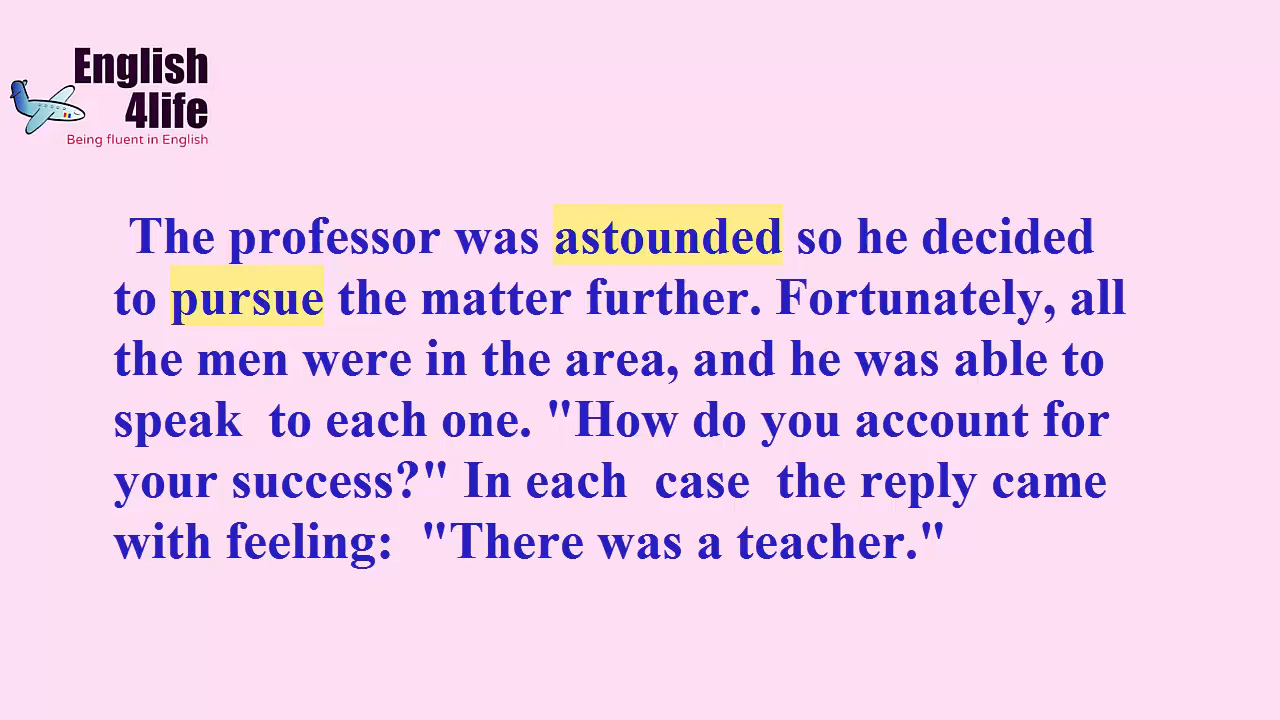 English
4life
Being fluent in English
The professor was astounded so he decided
to pursue the matter further. Fortunately, all
the men were in the area, and he was able to
speak  to each one. "How do you account for
your success?" In each  case  the reply came
with feeling:  "There was a teacher."